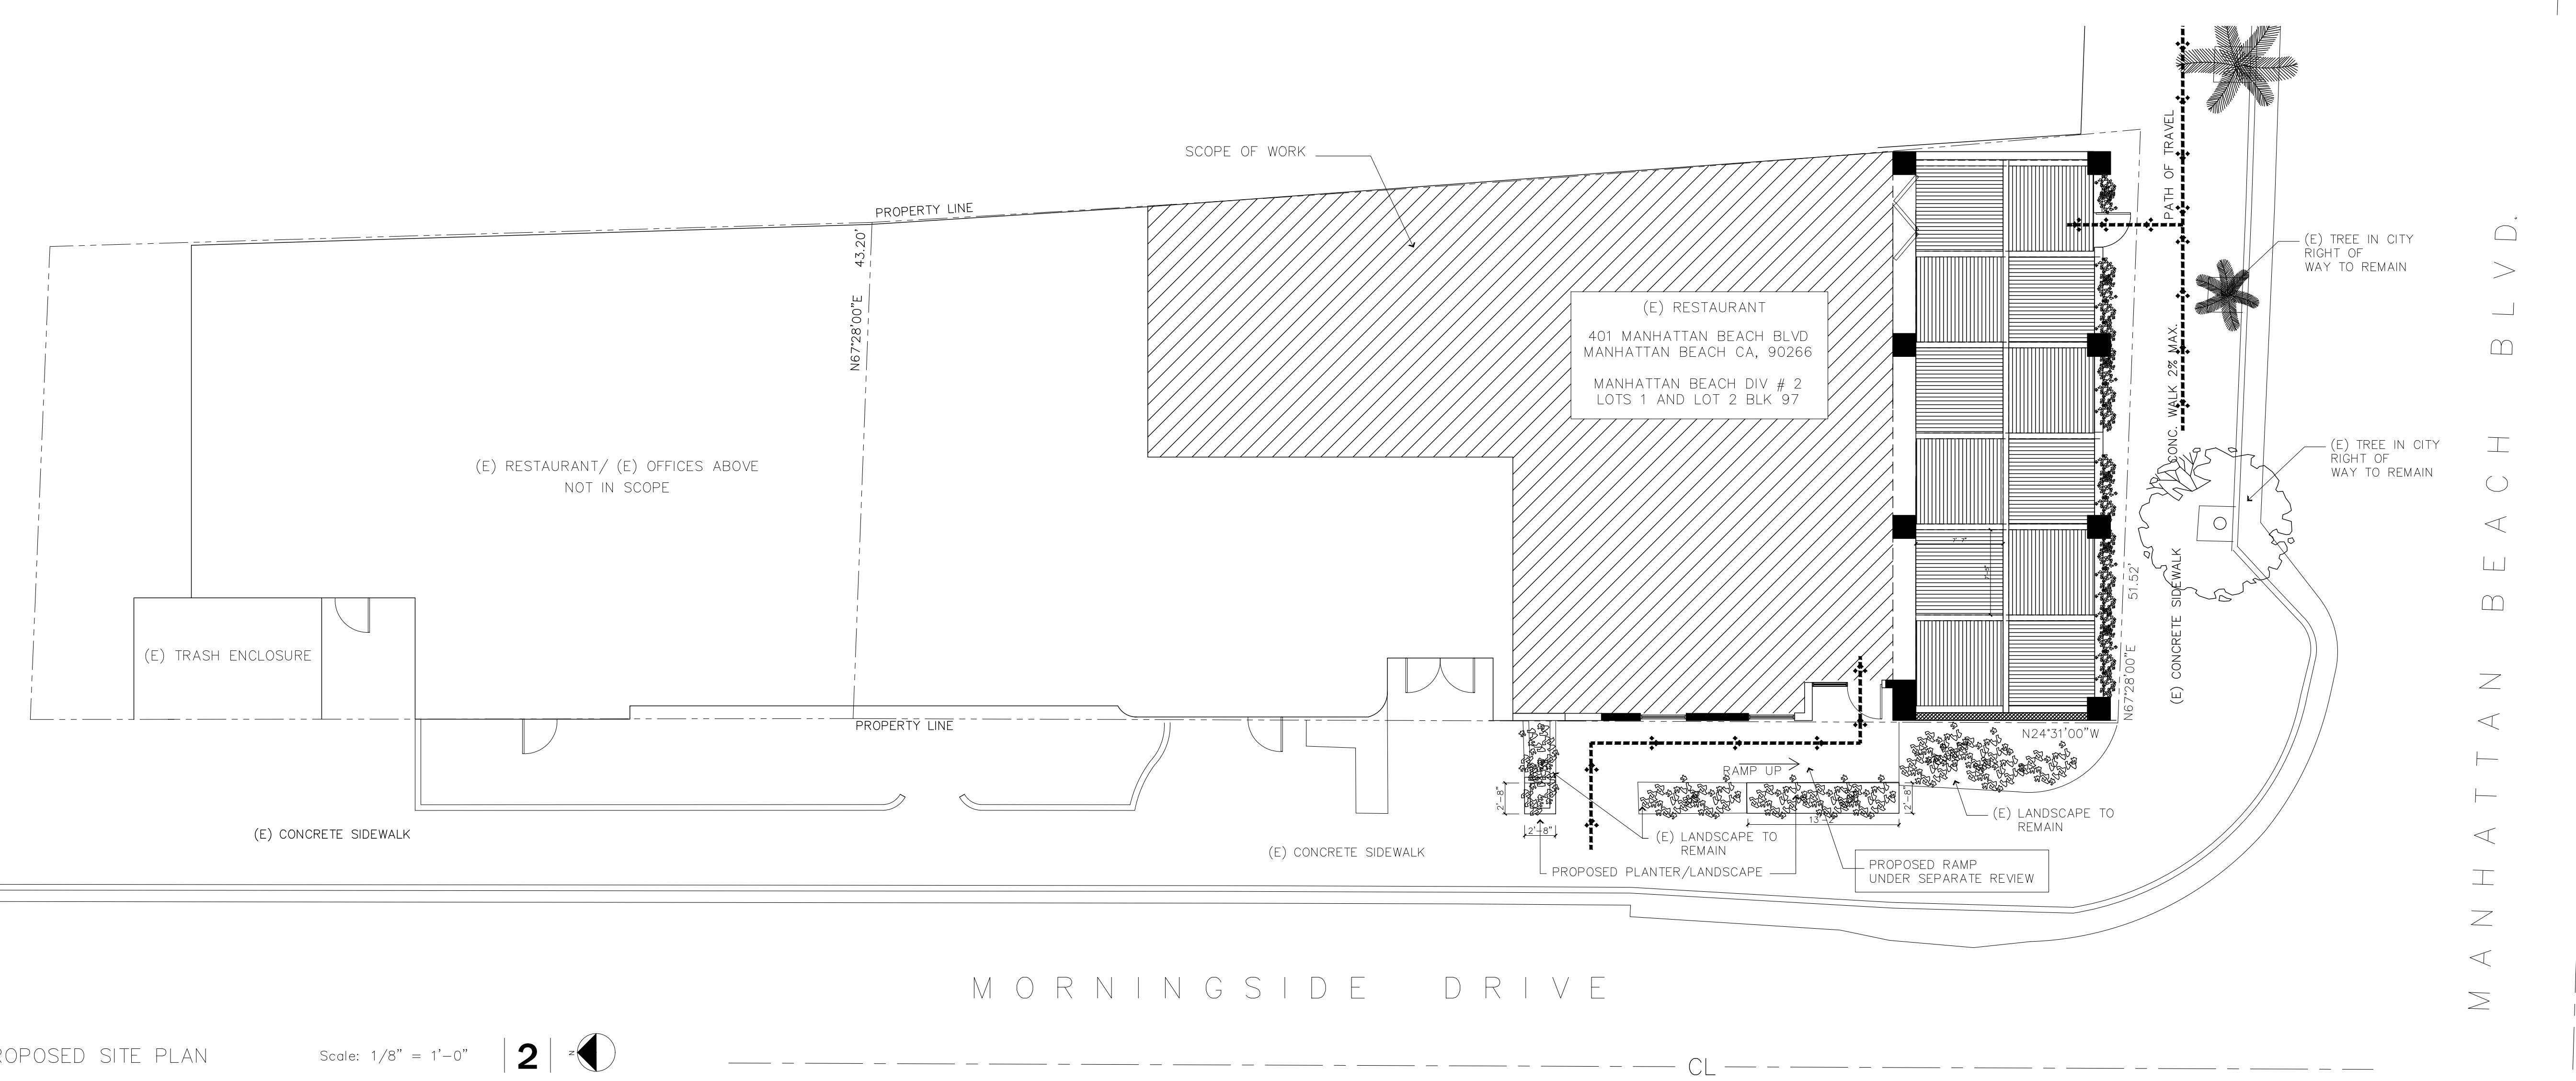 SCOPE OF WORK
PROPERTY LINE
43.20'
N67°28'00"E
PATH OF TRAVEL
CONC. WALK 2% MAX.
(E) CONCRETE SIDEWALK
(E) TREE IN CITY
RIGHT OF
WAY TO REMAIN
(E) TREE IN CITY
RIGHT OF
WAY TO REMAIN
MANHATTAN BEACH BLVD.
(E) RESTAURANT
401 MANHATTAN BEACH BLVD
MANHATTAN BEACH CA, 90266
MANHATTAN BEACH DIV # 2
LOTS 1 AND LOT 2 BLK 97
(E) RESTAURANT/ (E) OFFICES ABOVE
NOT IN SCOPE
51.52'
N67°28'00"E
(E) TRASH ENCLOSURE
PROPERTY LINE
N24°31'00"W
RAMP UP
2'-8"
2'-8"
2'-8"
13'-2"
(E) LANDSCAPE TO
REMAIN
(E) LANDSCAPE TO
REMAIN
(E) CONCRETE SIDEWALK
(E) CONCRETE SIDEWALK
PROPOSED PLANTER/LANDSCAPE
PROPOSED RAMP
UNDER SEPARATE REVIEW
MORNINGSIDE DRIVE
ROPOSED SITE PLAN
Scale: 1/8" = 1'-0"
2
N
CL